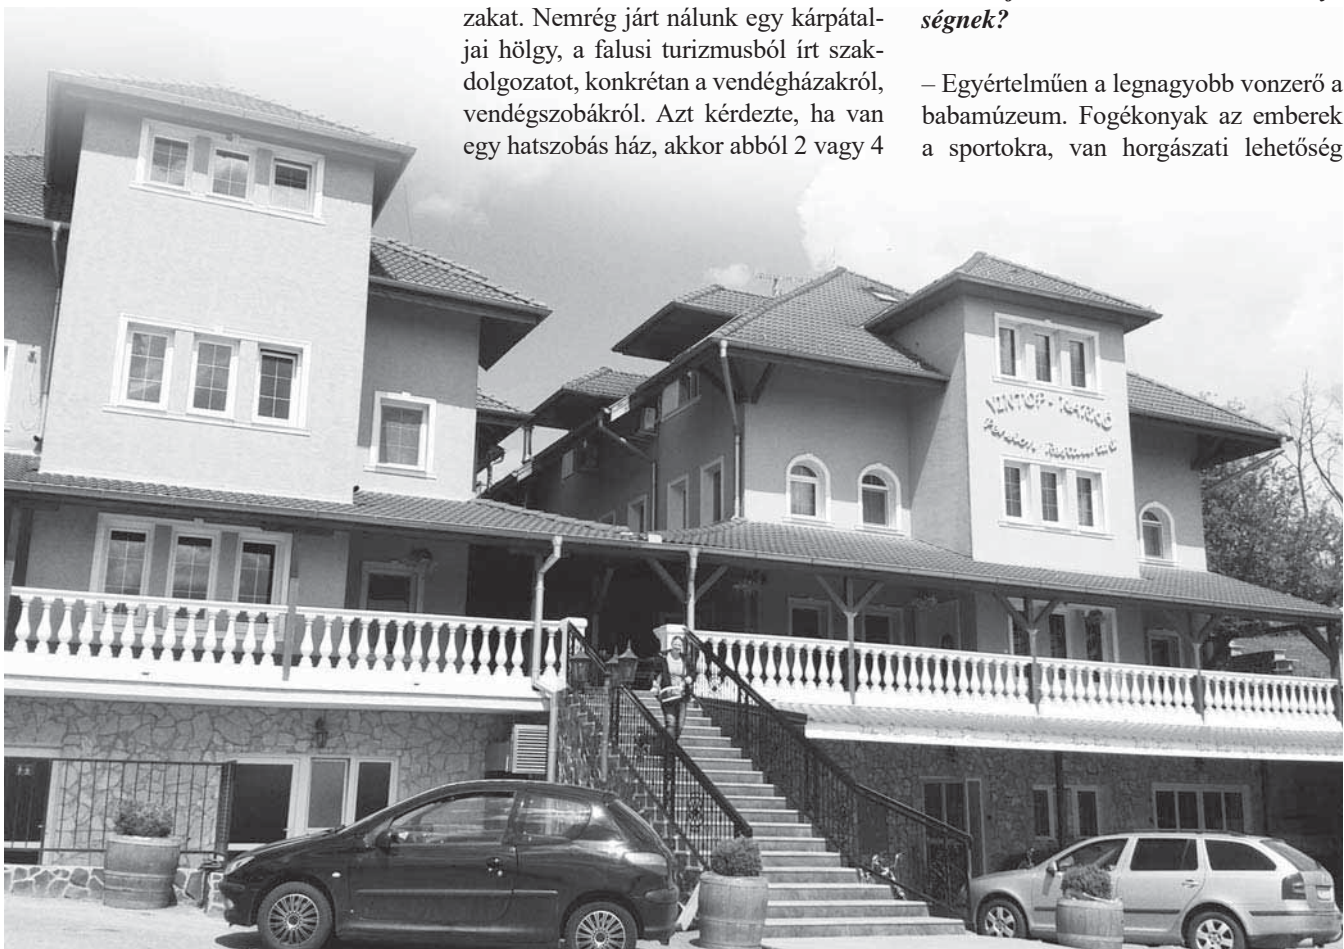 zakat. Nemrég járt nálunk egy kárpátal-
jai hölgy, a falusi turizmusból írt szak-
dolgozatot, konkrétan a vendégházakról,
vendégszobákról. Azt kérdezte, ha van
egy hatszobás ház, akkor abból 2 vagy 4
ségnek?
– Egyértelműen a legnagyobb vonzerő a
babamúzeum. Fogékonyak az emberek
a sportokra, van horgászati lehetőség
Pension, Restaurant